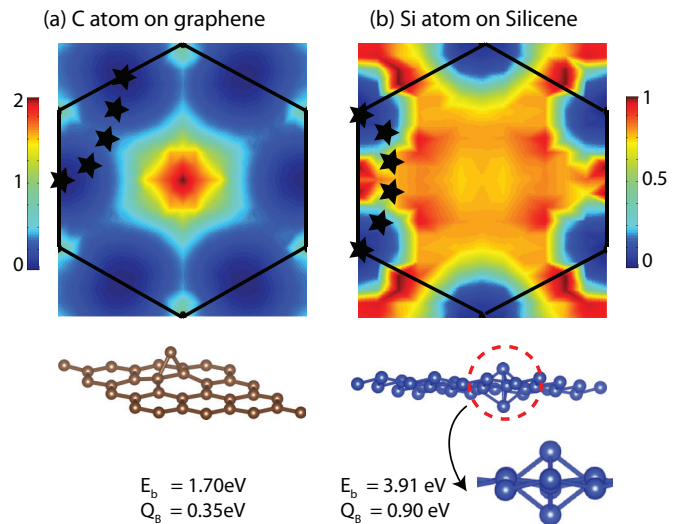 (a) C atom on graphene
(b) Si atom on Silicene
2
1
0
1
0.5
0
E_b = 1.70eV
Q_B = 0.35eV
E_b = 3.91 eV
Q_B = 0.90 eV